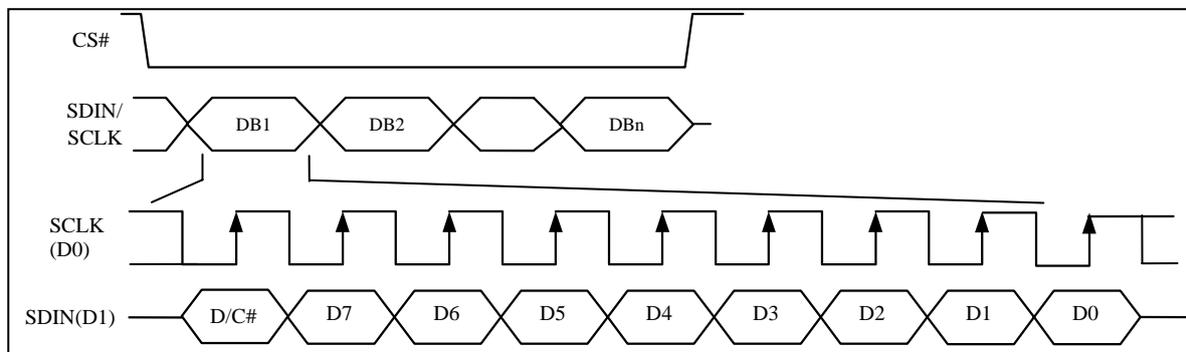 CS#
SDIN/
SCLK
DB1 DB2 DBn
SCLK
(D0)
SDIN(D1) D/C# D7 D6 D5 D4 D3 D2 D1 D0